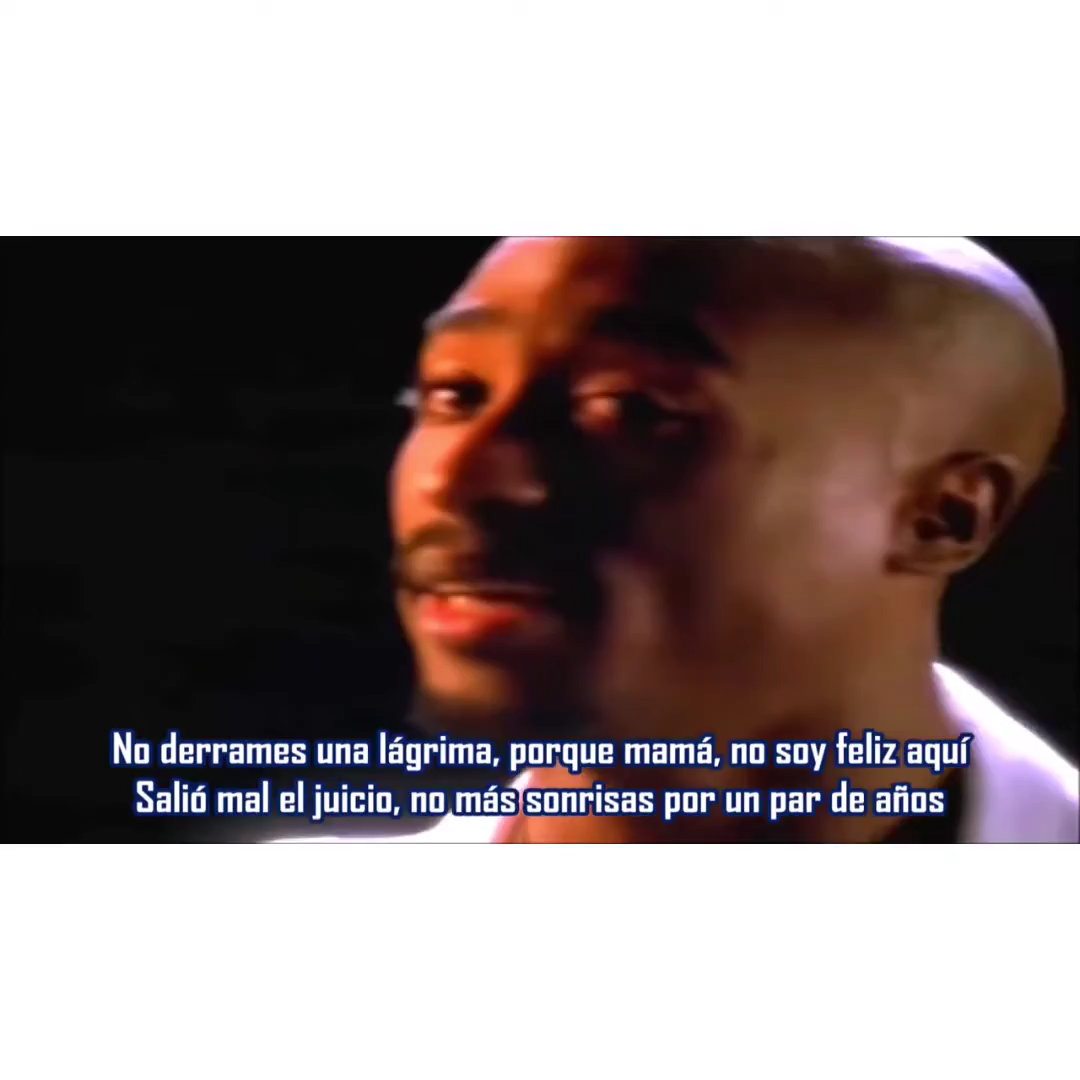 No derrames una lágrima, porque mamá, no soy feliz aquí
Salió mal el juicio, no más sonrisas por un par de años